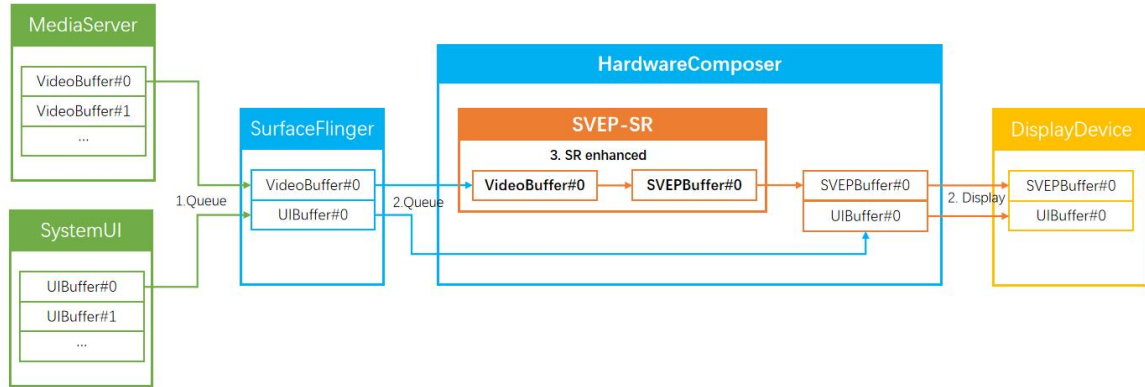 MediaServer
VideoBuffer#0
VideoBuffer#1
...
SystemUI
UIBuffer#0
UIBuffer#1
...
1.Queue
SurfaceFlinger
VideoBuffer#0
UIBuffer#0
2.Queue
HardwareComposer
SVEP-SR
3. SR enhanced
VideoBuffer#0
SVEPBuffer#0
SVEPBuffer#0
UIBuffer#0
2. Display
DisplayDevice
SVEPBuffer#0
UIBuffer#0